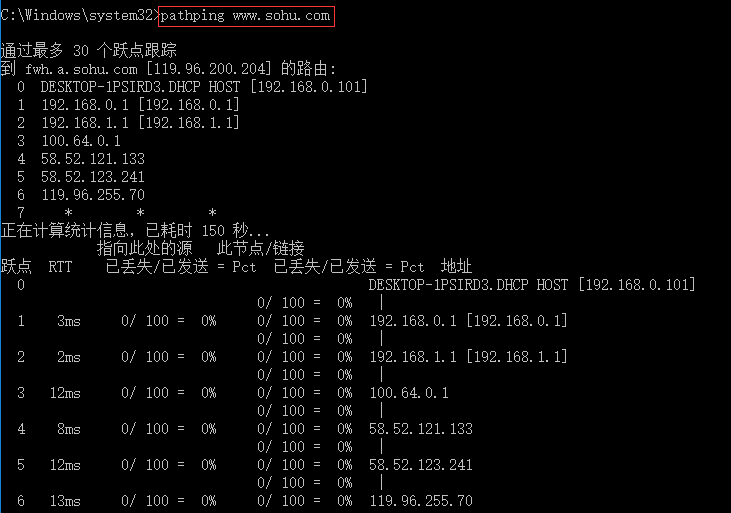 C:\Windows\system32>pathping www.sohu.com
通过最多 30 个跃点跟踪
到 fwh.a.sohu.com [119.96.200.204] 的路由:
  0  DESKTOP-1PSIRD3.DHCP HOST [192.168.0.101]
  1  192.168.0.1 [192.168.0.1]
  2  192.168.1.1 [192.168.1.1]
  3  100.64.0.1
  4  58.52.121.133
  5  58.52.123.241
  6  119.96.255.70
  7     *        *        *
正在计算统计信息，已耗时 150 秒...
            指向此处的源   此节点/链接
跃点  RTT    已丢失/已发送 = Pct  已丢失/已发送 = Pct  地址
  0                                           DESKTOP-1PSIRD3.DHCP HOST [192.168.0.101]
                                0/ 100 =  0%   |
  1    3ms     0/ 100 =  0%     0/ 100 =  0%  192.168.0.1 [192.168.0.1]
                                0/ 100 =  0%   |
  2    2ms     0/ 100 =  0%     0/ 100 =  0%  192.168.1.1 [192.168.1.1]
                                0/ 100 =  0%   |
  3   12ms     0/ 100 =  0%     0/ 100 =  0%  100.64.0.1
                                0/ 100 =  0%   |
  4    8ms     0/ 100 =  0%     0/ 100 =  0%  58.52.121.133
                                0/ 100 =  0%   |
  5   12ms     0/ 100 =  0%     0/ 100 =  0%  58.52.123.241
                                0/ 100 =  0%   |
  6   13ms     0/ 100 =  0%     0/ 100 =  0%  119.96.255.70